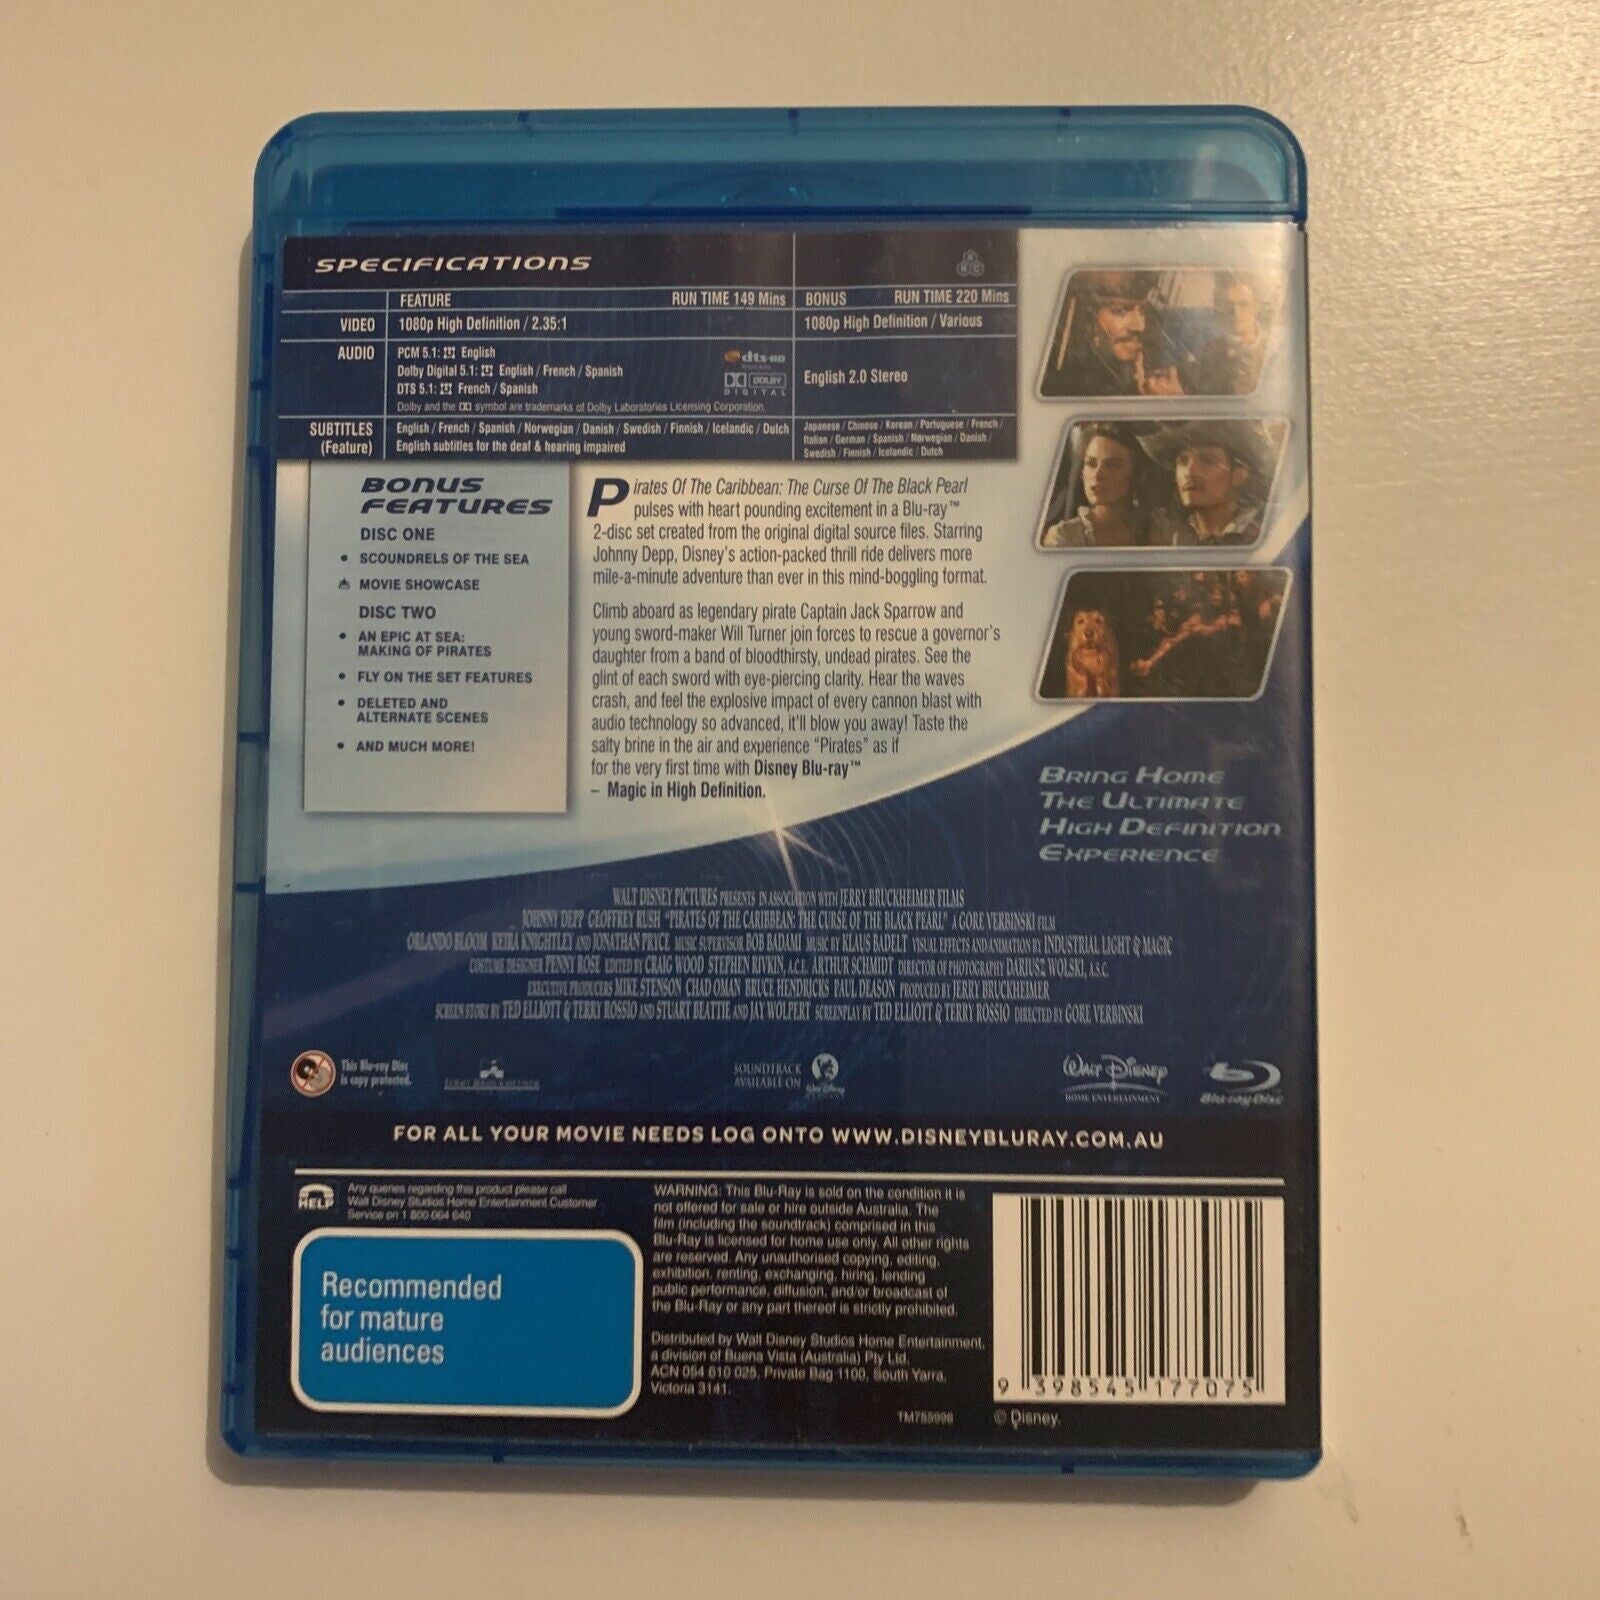 SPECIFICATIONS
A B C
FEATURE RUN TIME 149 Mins BONUS RUN TIME 220 Mins
VIDEO 1080p High Definition / 2.35:1 1080p High Definition / Various
AUDIO PCM 5.1: English
Dolby Digital 5.1: English / French / Spanish
DTS 5.1: French / Spanish
Dolby and the symbol are trademarks of Dolby Laboratories Licensing Corporation.
dts-HD
DOLBY
DIGITAL
English 2.0 Stereo
SUBTITLES
(Feature)
English / French / Spanish / Norwegian / Danish / Swedish / Finnish / Icelandic / Dutch
English subtitles for the deaf & hearing impaired
Japanese / Chinese / Korean / Portuguese / French /
Italian / German / Spanish / Norwegian / Danish /
Swedish / Finnish / Icelandic / Dutch
BONUS
FEATURES
DISC ONE
• SCOUNDRELS OF THE SEA
MOVIE SHOWCASE
DISC TWO
• AN EPIC AT SEA:
MAKING OF PIRATES
• FLY ON THE SET FEATURES
• DELETED AND
ALTERNATE SCENES
• AND MUCH MORE!
Pirates Of The Caribbean: The Curse Of The Black Pearl
pulses with heart pounding excitement in a Blu-ray™
2-disc set created from the original digital source files. Starring
Johnny Depp, Disney's action-packed thrill ride delivers more
mile-a-minute adventure than ever in this mind-boggling format.
Climb aboard as legendary pirate Captain Jack Sparrow and
young sword-maker Will Turner join forces to rescue a governor's
daughter from a band of bloodthirsty, undead pirates. See the
glint of each sword with eye-piercing clarity. Hear the waves
crash, and feel the explosive impact of every cannon blast with
audio technology so advanced, it'll blow you away! Taste the
salty brine in the air and experience "Pirates" as if
for the very first time with Disney Blu-ray™
– Magic in High Definition.
BRING HOME
THE ULTIMATE
HIGH DEFINITION
EXPERIENCE
WALT DISNEY PICTURES PRESENTS IN ASSOCIATION WITH JERRY BRUCKHEIMER FILMS
JOHNNY DEPP GEOFFREY RUSH "PIRATES OF THE CARIBBEAN: THE CURSE OF THE BLACK PEARL" A GORE VERBINSKI FILM
ORLANDO BLOOM KEIRA KNIGHTLEY AND JONATHAN PRYCE MUSIC SUPERVISOR BOB BADAMI MUSIC BY KLAUS BADELT VISUAL EFFECTS AND ANIMATION BY INDUSTRIAL LIGHT & MAGIC
COSTUME DESIGNER PENNY ROSE EDITED BY CRAIG WOOD STEPHEN RIVKIN, A.C.E. ARTHUR SCHMIDT DIRECTOR OF PHOTOGRAPHY DARIUSZ WOLSKI, A.S.C.
EXECUTIVE PRODUCERS MIKE STENSON CHAD OMAN BRUCE HENDRICKS PAUL DEASON PRODUCED BY JERRY BRUCKHEIMER
SCREEN STORY BY TED ELLIOTT & TERRY ROSSIO AND STUART BEATTIE AND JAY WOLPERT SCREENPLAY BY TED ELLIOTT & TERRY ROSSIO DIRECTED BY GORE VERBINSKI
This Blu-ray Disc
is copy protected.
JERRY BRUCKHEIMER
SOUNDTRACK
AVAILABLE ON
WALT DISNEY
RECORDS
WALT DISNEY
HOME ENTERTAINMENT
Blu-ray Disc
FOR ALL YOUR MOVIE NEEDS LOG ONTO WWW.DISNEYBLURAY.COM.AU
HELP
Any queries regarding this product please call
Walt Disney Studios Home Entertainment Customer
Service on 1 800 064 640
Recommended
for mature
audiences
WARNING: This Blu-Ray is sold on the condition it is
not offered for sale or hire outside Australia. The
film (including the soundtrack) comprised in this
Blu-Ray is licensed for home use only. All other rights
are reserved. Any unauthorised copying, editing,
exhibition, renting, exchanging, hiring, lending
public performance, diffusion, and/or broadcast of
the Blu-Ray or any part thereof is strictly prohibited.
Distributed by Walt Disney Studios Home Entertainment,
a division of Buena Vista (Australia) Pty Ltd,
ACN 054 610 025, Private Bag 1100, South Yarra,
Victoria 3141.
TM755996
9 398545 177075
© Disney.